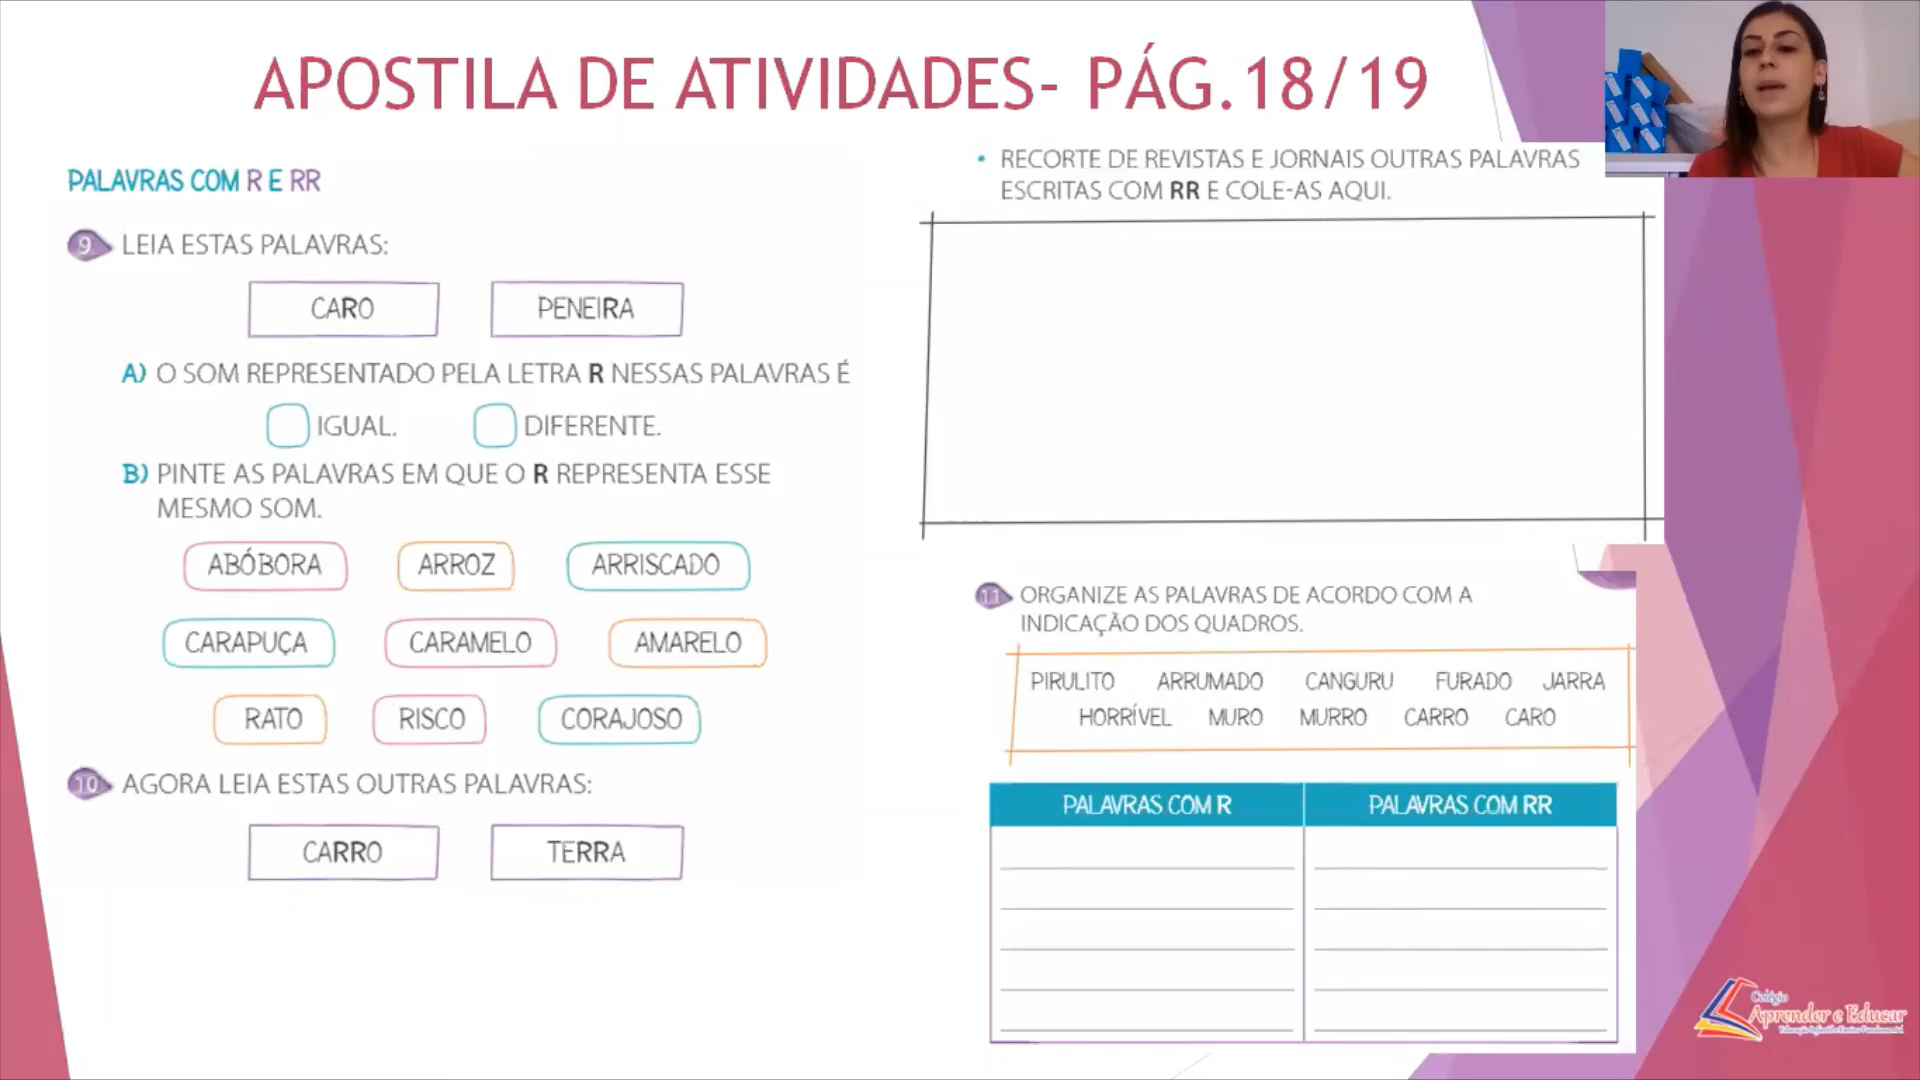 APOSTILA DE ATIVIDADES- PÁG.18/19
PALAVRAS COM R E RR
9 LEIA ESTAS PALAVRAS:
CARO PENEIRA
A) O SOM REPRESENTADO PELA LETRA R NESSAS PALAVRAS É
IGUAL. DIFERENTE.
B) PINTE AS PALAVRAS EM QUE O R REPRESENTA ESSE
MESMO SOM.
ABÓBORA ARROZ ARRISCADO
CARAPUÇA CARAMELO AMARELO
RATO RISCO CORAJOSO
10 AGORA LEIA ESTAS OUTRAS PALAVRAS:
CARRO TERRA
• RECORTE DE REVISTAS E JORNAIS OUTRAS PALAVRAS
ESCRITAS COM RR E COLE-AS AQUI.
11 ORGANIZE AS PALAVRAS DE ACORDO COM A
INDICAÇÃO DOS QUADROS.
PIRULITO ARRUMADO CANGURU FURADO JARRA
HORRÍVEL MURO MURRO CARRO CARO
PALAVRAS COM R PALAVRAS COM RR
Colégio
Aprender e Educar